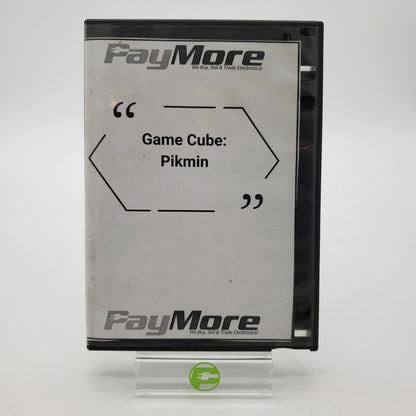 PayMore
We Buy, Sell & Trade Electronics!
“
Game Cube:
Pikmin
”
PayMore
We Buy, Sell & Trade Electronics!